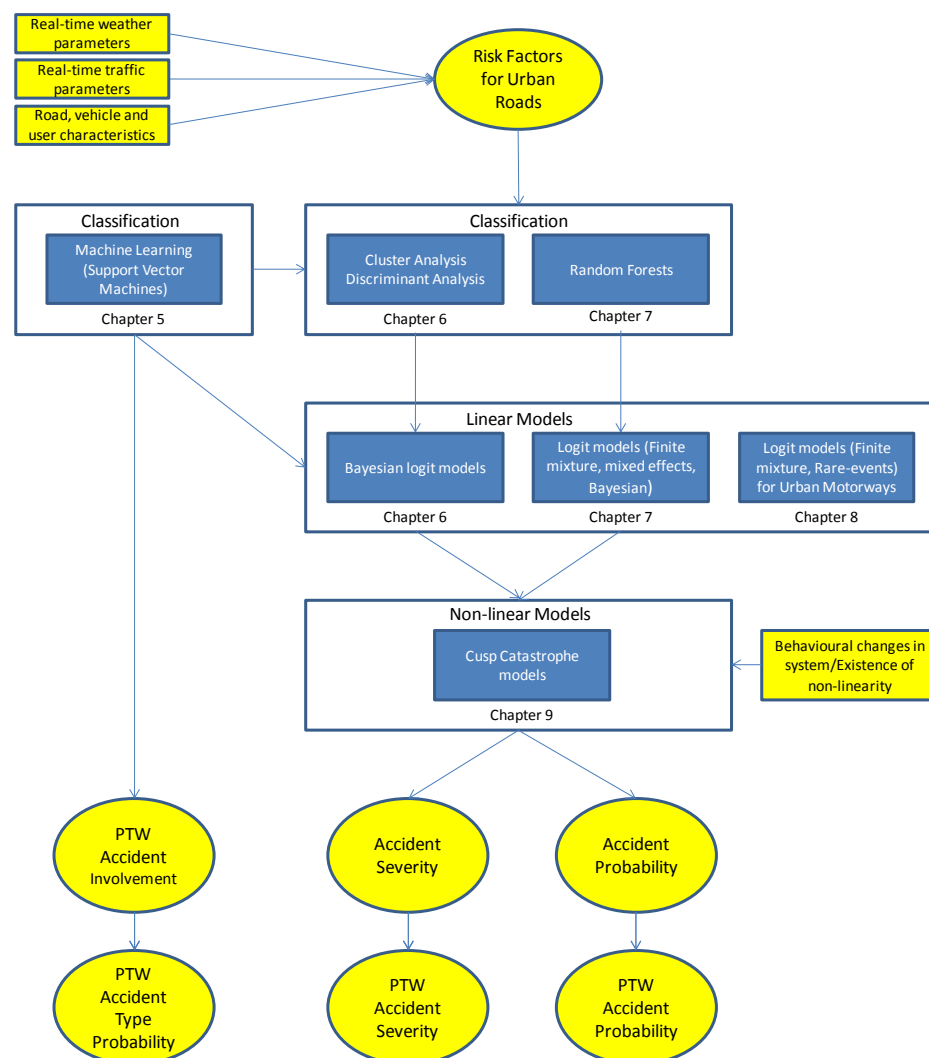 Real-time weather
parameters
Real-time traffic
parameters
Road, vehicle and
user characteristics
Risk Factors
for Urban
Roads
Classification
Machine Learning
(Support Vector
Machines)
Chapter 5
Classification
Cluster Analysis
Discriminant Analysis
Chapter 6
Random Forests
Chapter 7
Linear Models
Bayesian logit models
Chapter 6
Logit models (Finite
mixture, mixed effects,
Bayesian)
Chapter 7
Logit models (Finite
mixture, Rare-events)
for Urban Motorways
Chapter 8
Non-linear Models
Cusp Catastrophe
models
Chapter 9
Behavioural changes in
system/Existence of
non-linearity
PTW
Accident
Involvement
Accident
Severity
Accident
Probability
PTW
Accident
Type
Probability
PTW
Accident
Severity
PTW
Accident
Probability